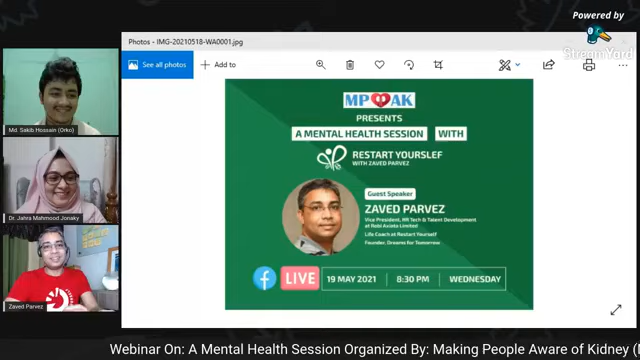 Powered by
StreamYard
Photos - IMG-20210518-WA0001.jpg
See all photos
Add to
MP AK
PRESENTS
A MENTAL HEALTH SESSION WITH
RESTART YOURSLEF
WITH ZAVED PARVEZ
Guest Speaker
ZAVED PARVEZ
Vice President, HR Tech & Talent Development
at Robi Axiata Limited
Life Coach at Restart Yourself
Founder, Dreams for Tomorrow
f LIVE 19 MAY 2021 8:30 PM WEDNESDAY
Md. Sakib Hossain (Orko)
Dr. Jahra Mahmood Jonaky
Zaved Parvez
Webinar On: A Mental Health Session Organized By: Making People Aware of Kidney (